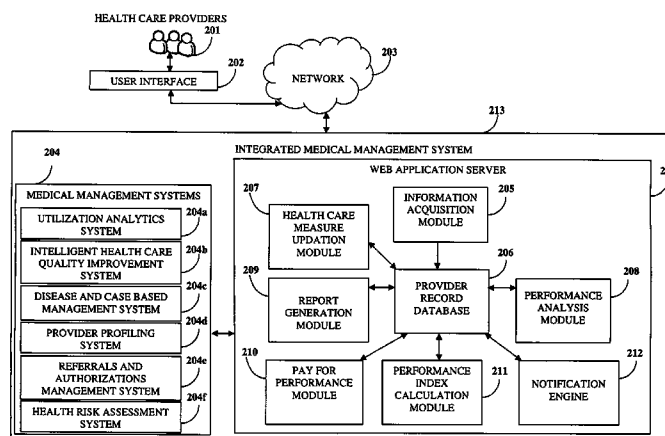 HEALTH CARE PROVIDERS
201
202
USER INTERFACE
NETWORK
203
213
204
INTEGRATED MEDICAL MANAGEMENT SYSTEM
WEB APPLICATION SERVER
MEDICAL MANAGEMENT SYSTEMS
204a
UTILIZATION ANALYTICS
SYSTEM
204b
INTELLIGENT HEALTH CARE
QUALITY IMPROVEMENT
SYSTEM
204c
DISEASE AND CASE BASED
MANAGEMENT SYSTEM
204d
PROVIDER PROFILING
SYSTEM
204e
REFERRALS AND
AUTHORIZATIONS MANAGEMENT
SYSTEM
204f
HEALTH RISK ASSESSMENT
SYSTEM
207
HEALTH CARE
MEASURE
UPDATION MODULE
INFORMATION
ACQUISITION
MODULE
205
209
REPORT
GENERATION
MODULE
206
PROVIDER
RECORD
DATABASE
208
PERFORMANCE
ANALYSIS
MODULE
210
PAY FOR
PERFORMANCE
MODULE
PERFORMANCE
INDEX
CALCULATION
MODULE
211
NOTIFICATION
ENGINE
212